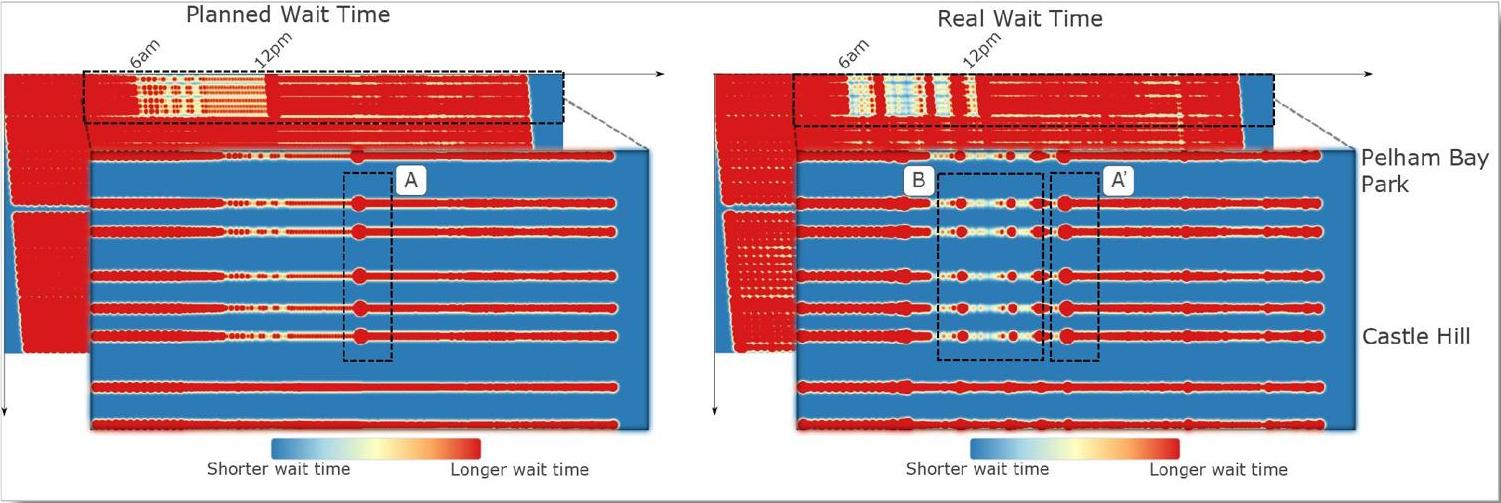 Planned Wait Time
Real Wait Time
6am
12pm
6am
12pm
A
B
A'
Pelham Bay
Park
Castle Hill
Shorter wait time
Longer wait time
Shorter wait time
Longer wait time